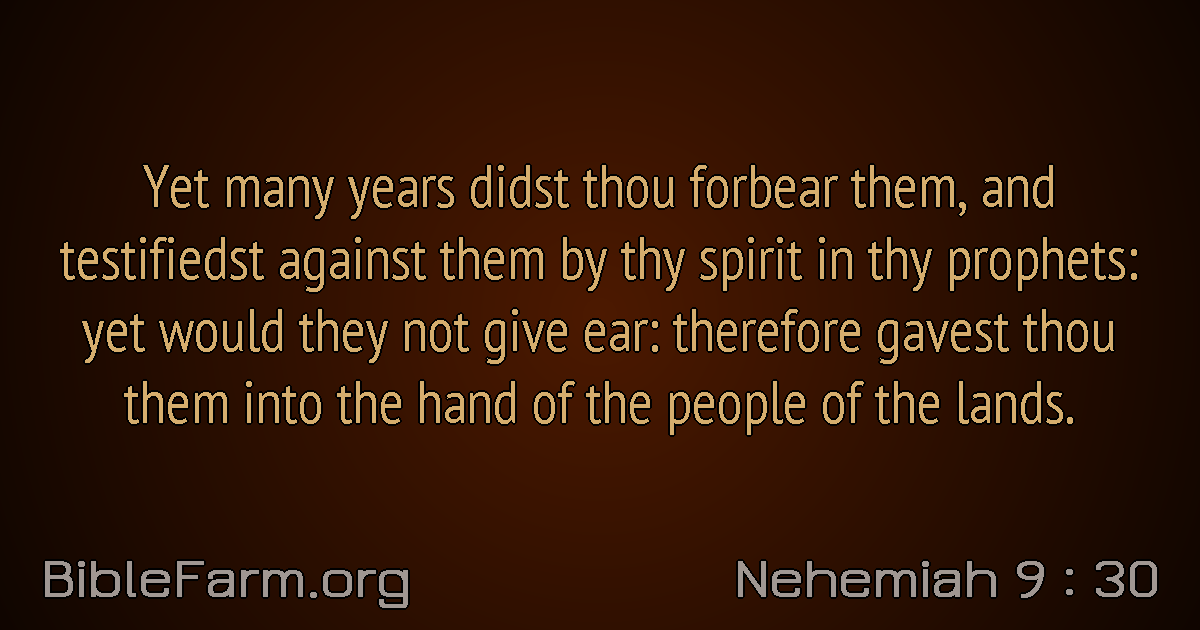 Yet many years didst thou forbear them, and
testifiedst against them by thy spirit in thy prophets:
yet would they not give ear: therefore gavest thou
them into the hand of the people of the lands.
BibleFarm.org
Nehemiah 9 : 30